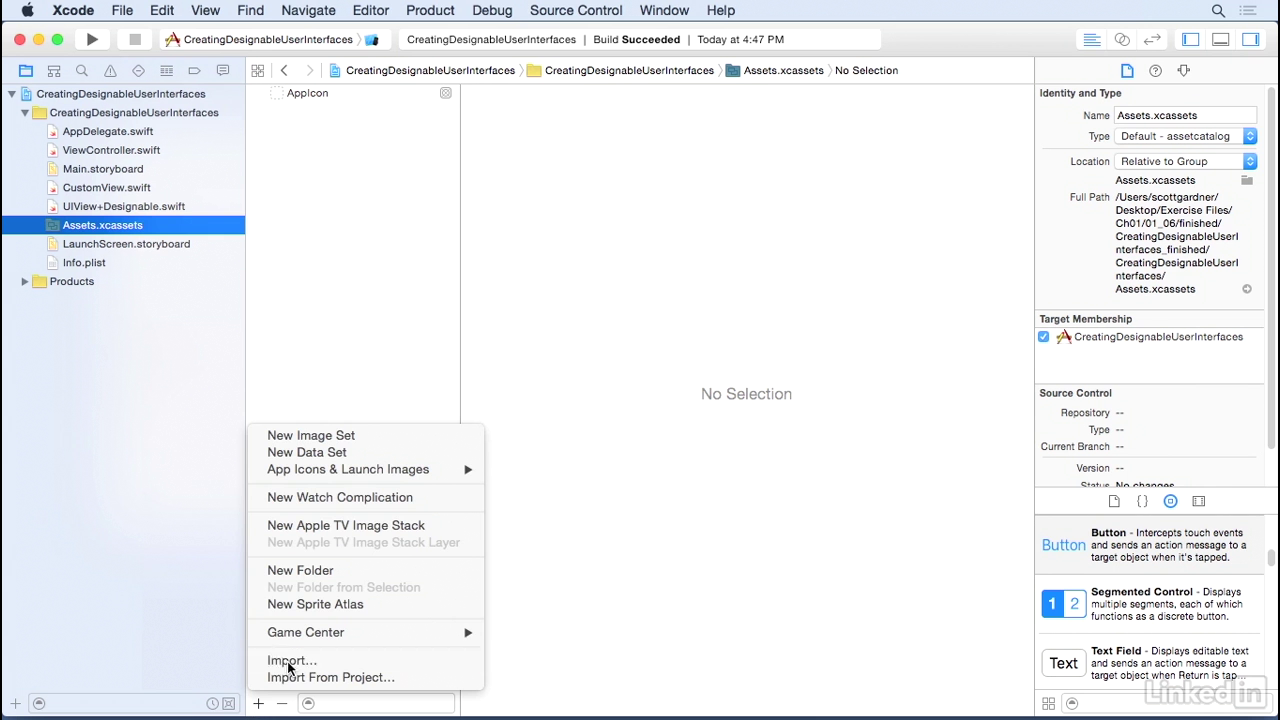 Xcode File Edit View Find Navigate Editor Product Debug Source Control Window Help
CreatingDesignableUserInterfaces
CreatingDesignableUserInterfaces | Build Succeeded | Today at 4:47 PM
CreatingDesignableUserInterfaces
CreatingDesignableUserInterfaces
Assets.xcassets
No Selection
CreatingDesignableUserInterfaces
CreatingDesignableUserInterfaces
AppDelegate.swift
ViewController.swift
Main.storyboard
CustomView.swift
UIView+Designable.swift
Assets.xcassets
LaunchScreen.storyboard
Info.plist
Products
AppIcon
No Selection
New Image Set
New Data Set
App Icons & Launch Images
New Watch Complication
New Apple TV Image Stack
New Apple TV Image Stack Layer
New Folder
New Folder from Selection
New Sprite Atlas
Game Center
Import...
Import From Project...
Identity and Type
Name Assets.xcassets
Type Default - assetcatalog
Location Relative to Group
Assets.xcassets
Full Path /Users/scottgardner/
Desktop/Exercise Files/
Ch01/01_06/finished/
CreatingDesignableUserI
nterfaces_finished/
CreatingDesignableUserI
nterfaces/
Assets.xcassets
Target Membership
CreatingDesignableUserInterfaces
Source Control
Repository --
Type --
Current Branch --
Version --
Status No changes
Button
Button - Intercepts touch events
and sends an action message to a
target object when it's tapped.
1 2
Segmented Control - Displays
multiple segments, each of which
functions as a discrete button.
Text
Text Field - Displays editable text
and sends an action message to a
target object when Return is tap...
Linked in